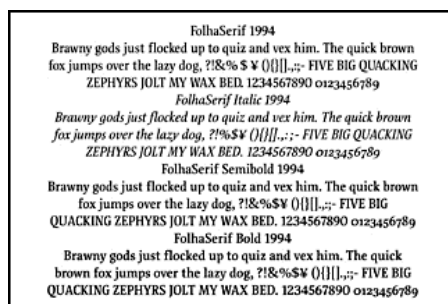 FolhaSerif 1994
Brawny gods just flocked up to quiz and vex him. The quick brown
fox jumps over the lazy dog, ?!&% $ ¥ (){}[].,:;- FIVE BIG QUACKING
ZEPHYRS JOLT MY WAX BED. 1234567890 0123456789
FolhaSerif Italic 1994
Brawny gods just flocked up to quiz and vex him. The quick brown
fox jumps over the lazy dog, ?!%$¥ (){}[].,:;- FIVE BIG QUACKING
ZEPHYRS JOLT MY WAX BED. 1234567890 0123456789
FolhaSerif Semibold 1994
Brawny gods just flocked up to quiz and vex him. The quick brown
fox jumps over the lazy dog, ?!&%$¥ (){}[].,:;- FIVE BIG
QUACKING ZEPHYRS JOLT MY WAX BED. 1234567890 0123456789
FolhaSerif Bold 1994
Brawny gods just flocked up to quiz and vex him. The quick
brown fox jumps over the lazy dog, ?!&%$¥ (){}[].,:;- FIVE BIG
QUACKING ZEPHYRS JOLT MY WAX BED. 1234567890 0123456789